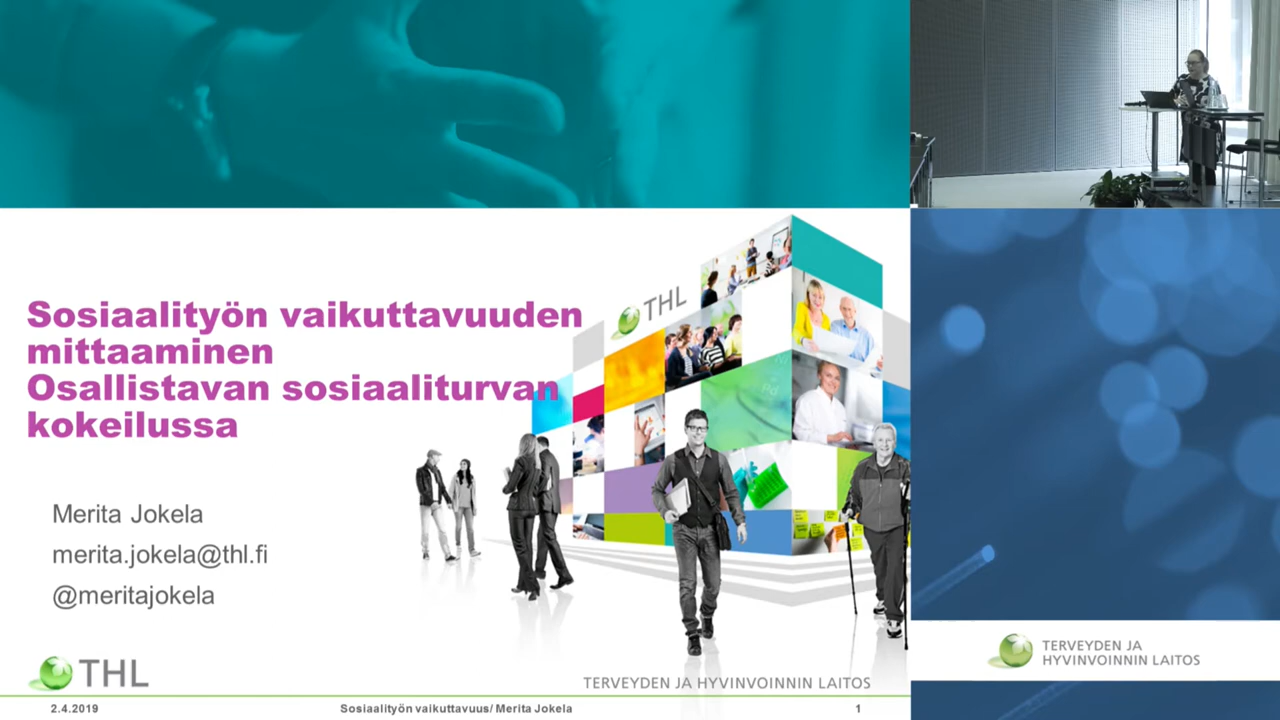 Sosiaalityön vaikuttavuuden
mittaaminen
Osallistavan sosiaaliturvan
kokeilussa
Merita Jokela
merita.jokela@thl.fi
@meritajokela
THL
THL
TERVEYDEN JA HYVINVOINNIN LAITOS
2.4.2019
Sosiaalityön vaikuttavuus/ Merita Jokela
1
TERVEYDEN JA
HYVINVOINNIN LAITOS